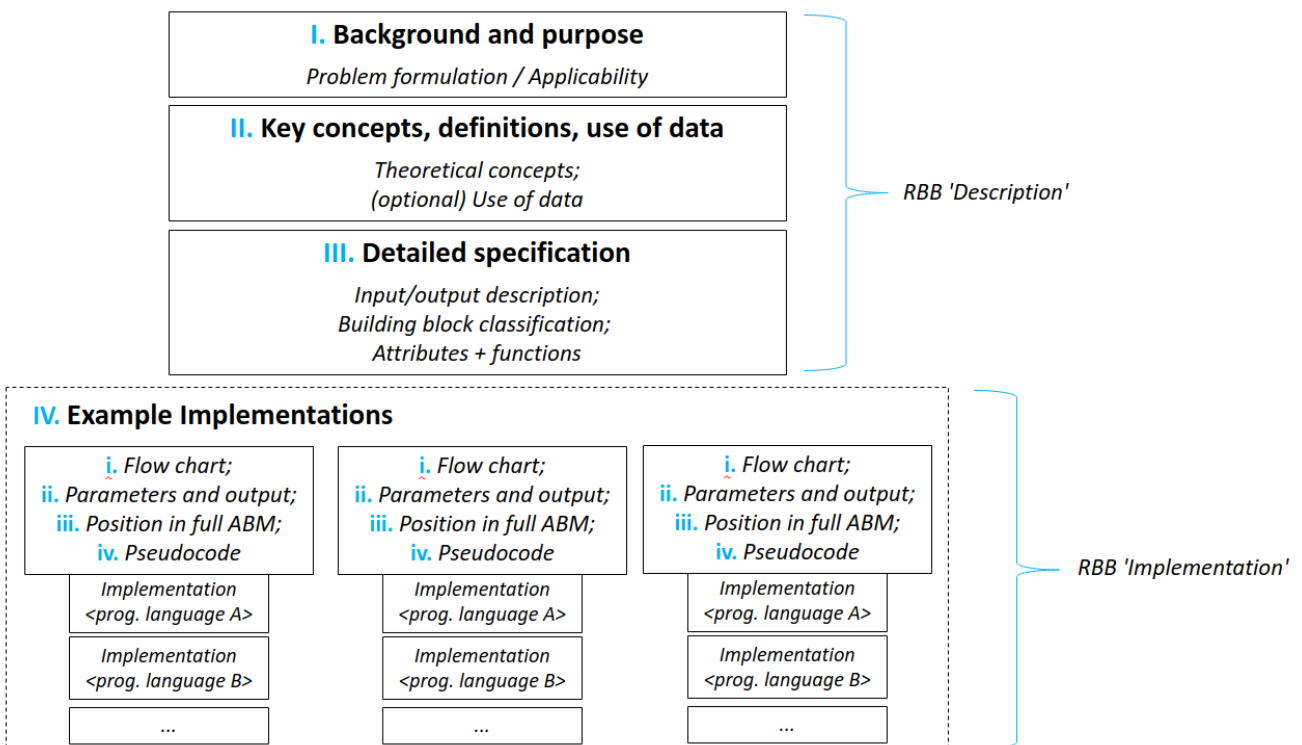 I. Background and purpose
Problem formulation / Applicability
II. Key concepts, definitions, use of data
Theoretical concepts;
(optional) Use of data
RBB 'Description'
III. Detailed specification
Input/output description;
Building block classification;
Attributes + functions
IV. Example Implementations
i. Flow chart;
ii. Parameters and output;
iii. Position in full ABM;
iv. Pseudocode
Implementation
<prog. language A>
Implementation
<prog. language B>
...
i. Flow chart;
ii. Parameters and output;
iii. Position in full ABM;
iv. Pseudocode
Implementation
<prog. language A>
Implementation
<prog. language B>
...
i. Flow chart;
ii. Parameters and output;
iii. Position in full ABM;
iv. Pseudocode
Implementation
<prog. language A>
Implementation
<prog. language B>
...
RBB 'Implementation'